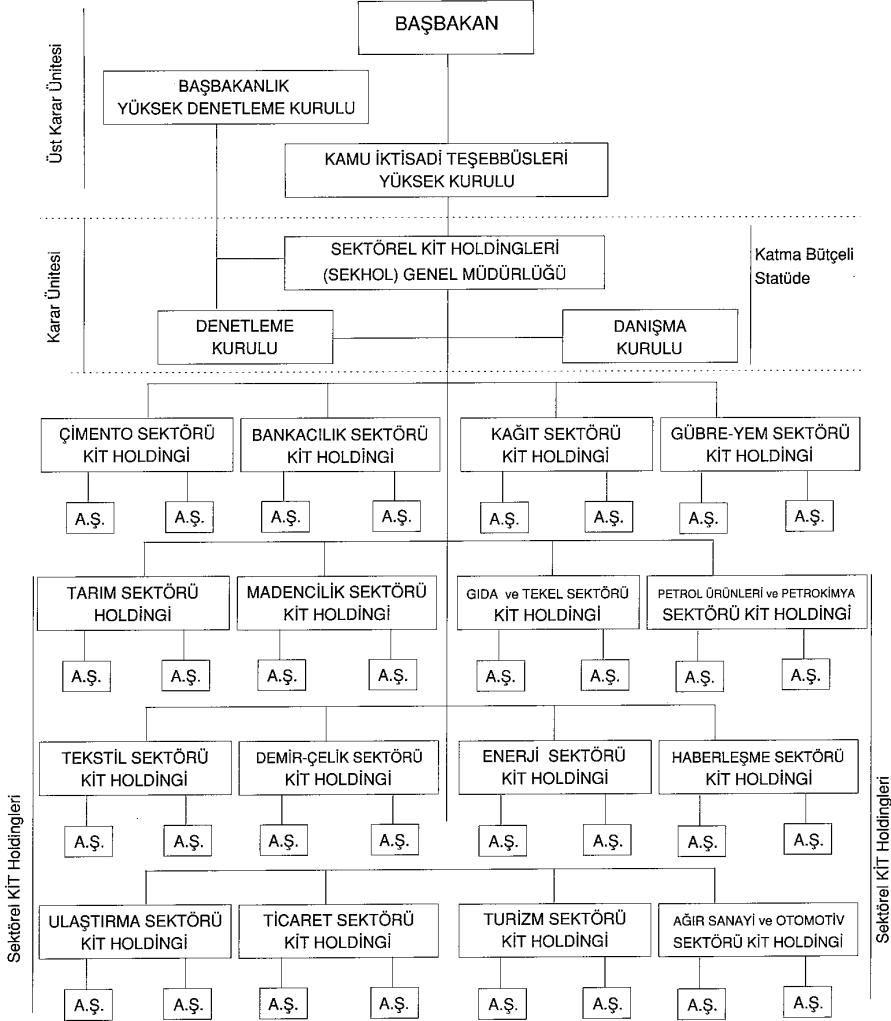 BAŞBAKAN
Üst Karar Ünitesi
BAŞBAKANLIK
YÜKSEK DENETLEME KURULU
KAMU İKTİSADİ TEŞEBBÜSLERİ
YÜKSEK KURULU
Karar Ünitesi
SEKTÖREL KİT HOLDİNGLERİ
(SEKHOL) GENEL MÜDÜRLÜĞÜ
Katma Bütçeli
Statüde
DENETLEME
KURULU
DANIŞMA
KURULU
ÇİMENTO SEKTÖRÜ
KİT HOLDİNGİ
BANKACILIK SEKTÖRÜ
KİT HOLDİNGİ
KAĞIT SEKTÖRÜ
KİT HOLDİNGİ
GÜBRE-YEM SEKTÖRÜ
KİT HOLDİNGİ
A.Ş.
A.Ş.
A.Ş.
A.Ş.
A.Ş.
A.Ş.
A.Ş.
A.Ş.
TARIM SEKTÖRÜ
HOLDİNGİ
MADENCİLİK SEKTÖRÜ
KİT HOLDİNGİ
GIDA ve TEKEL SEKTÖRÜ
KİT HOLDİNGİ
PETROL ÜRÜNLERİ ve PETROKİMYA
SEKTÖRÜ KİT HOLDİNGİ
A.Ş.
A.Ş.
A.Ş.
A.Ş.
A.Ş.
A.Ş.
A.Ş.
A.Ş.
TEKSTİL SEKTÖRÜ
KİT HOLDİNGİ
DEMİR-ÇELİK SEKTÖRÜ
KİT HOLDİNGİ
ENERJİ SEKTÖRÜ
KİT HOLDİNGİ
HABERLEŞME SEKTÖRÜ
KİT HOLDİNGİ
A.Ş.
A.Ş.
A.Ş.
A.Ş.
A.Ş.
A.Ş.
A.Ş.
A.Ş.
ULAŞTIRMA SEKTÖRÜ
KİT HOLDİNGİ
TİCARET SEKTÖRÜ
KİT HOLDİNGİ
TURİZM SEKTÖRÜ
KİT HOLDİNGİ
AĞIR SANAYİ ve OTOMOTİV
SEKTÖRÜ KİT HOLDİNGİ
A.Ş.
A.Ş.
A.Ş.
A.Ş.
A.Ş.
A.Ş.
A.Ş.
A.Ş.
Sektörel KİT Holdingleri
Sektörel KİT Holdingleri